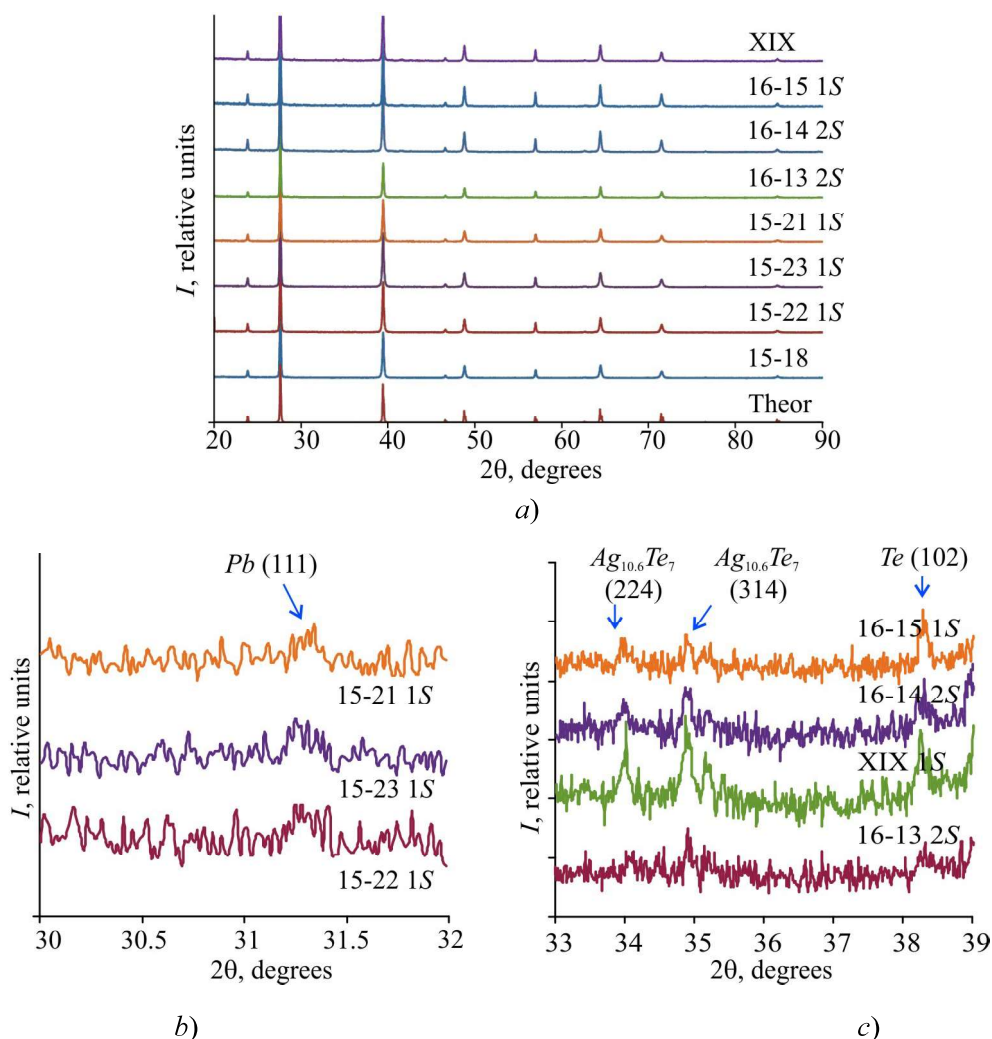 I, relative units
XIX
16-15 1S
16-14 2S
16-13 2S
15-21 1S
15-23 1S
15-22 1S
15-18
Theor
20 30 40 50 60 70 80 90
2θ, degrees
a)
I, relative units
Pb (111)
15-21 1S
15-23 1S
15-22 1S
30 30.5 31 31.5 32
2θ, degrees
b)
I, relative units
Ag₁₀.₆Te₇
(224)
Ag₁₀.₆Te₇
(314)
Te (102)
16-15 1S
16-14 2S
XIX 1S
16-13 2S
33 34 35 36 37 38 39
2θ, degrees
c)